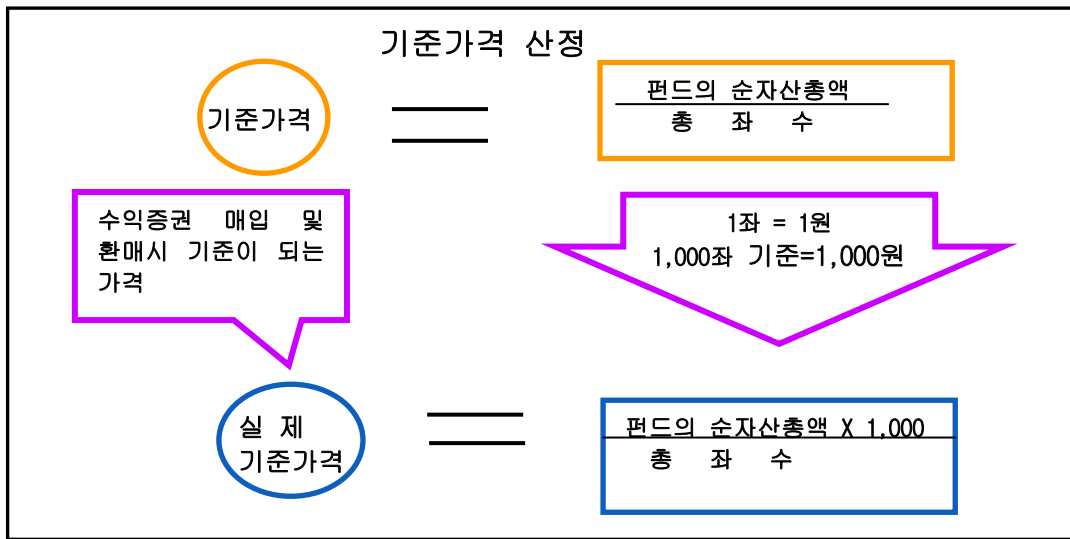 기준가격 산정
기준가격
펀드의 순자산총액
총 좌 수
수익증권 매입 및
환매시 기준이 되는
가격
1좌 = 1원
1,000좌 기준=1,000원
실 제
기준가격
펀드의 순자산총액 X 1,000
총 좌 수